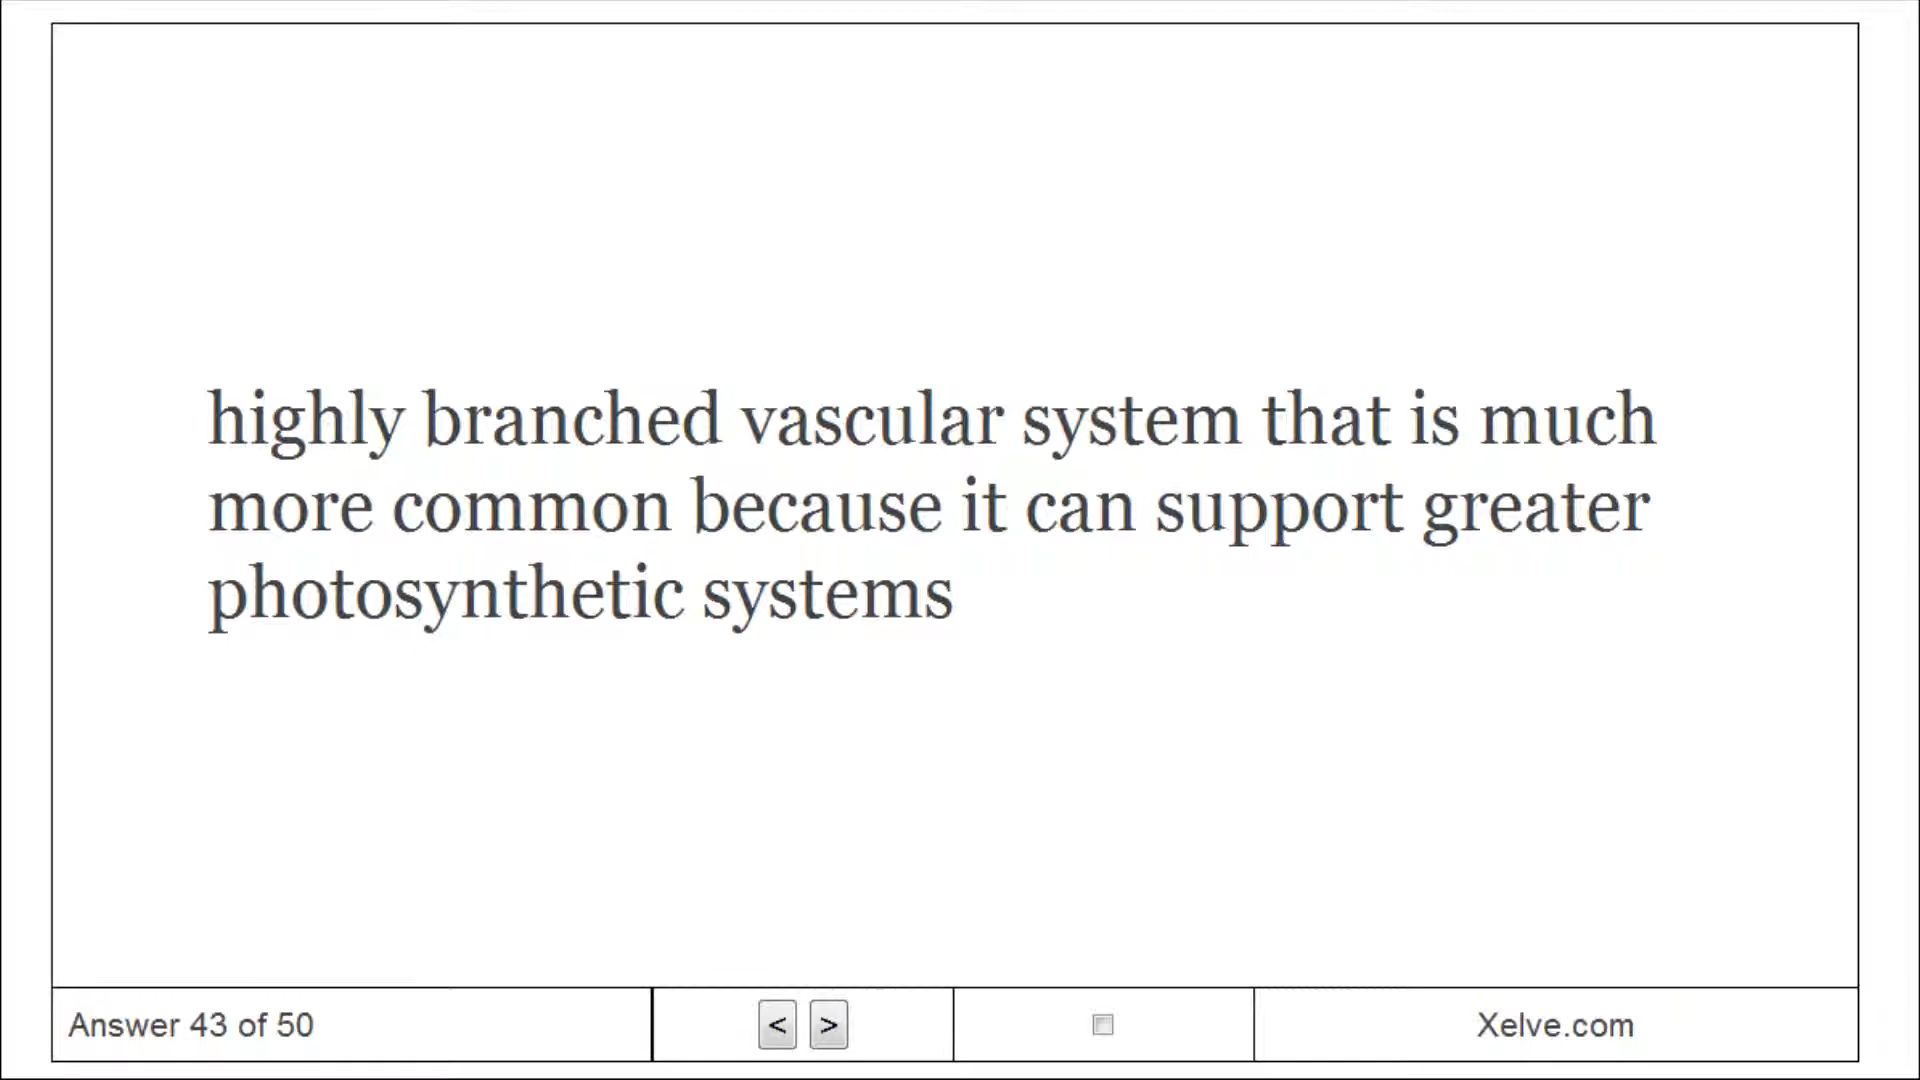 highly branched vascular system that is much
more common because it can support greater
photosynthetic systems
Answer 43 of 50
< >
Xelve.com